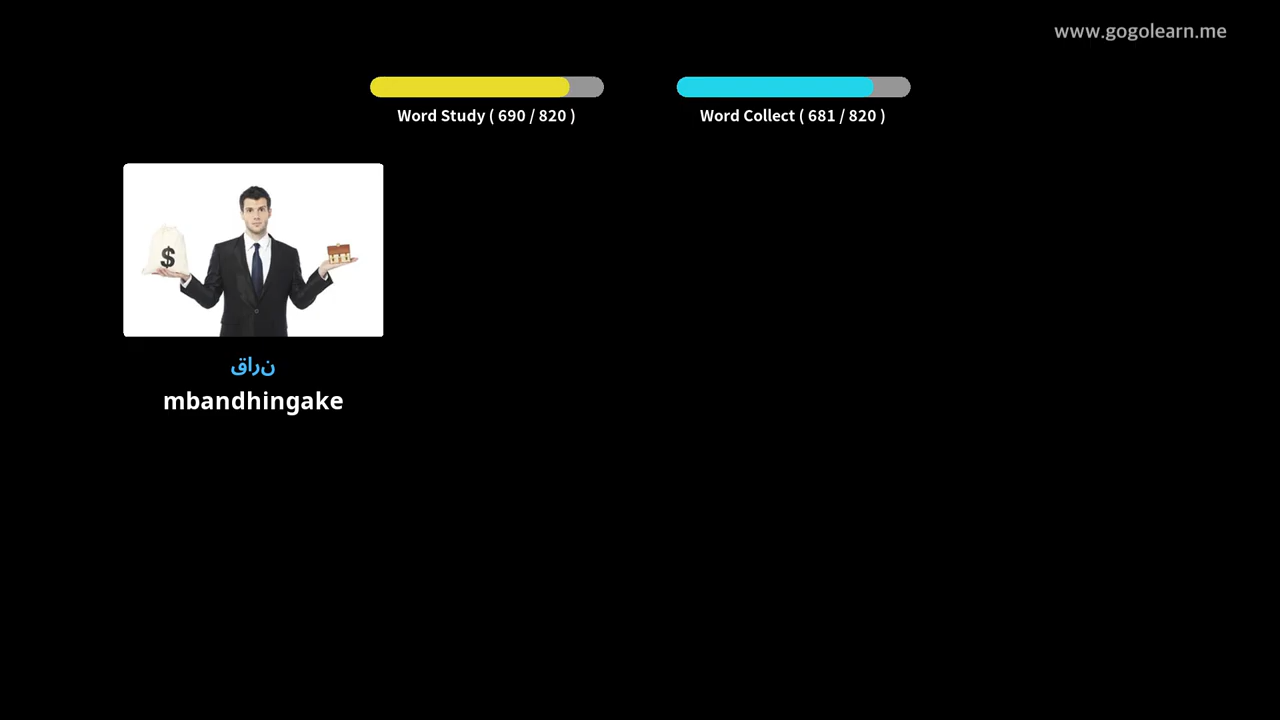 www.gogolearn.me
Word Study ( 690 / 820 )
Word Collect ( 681 / 820 )
$
قارن
mbandhingake